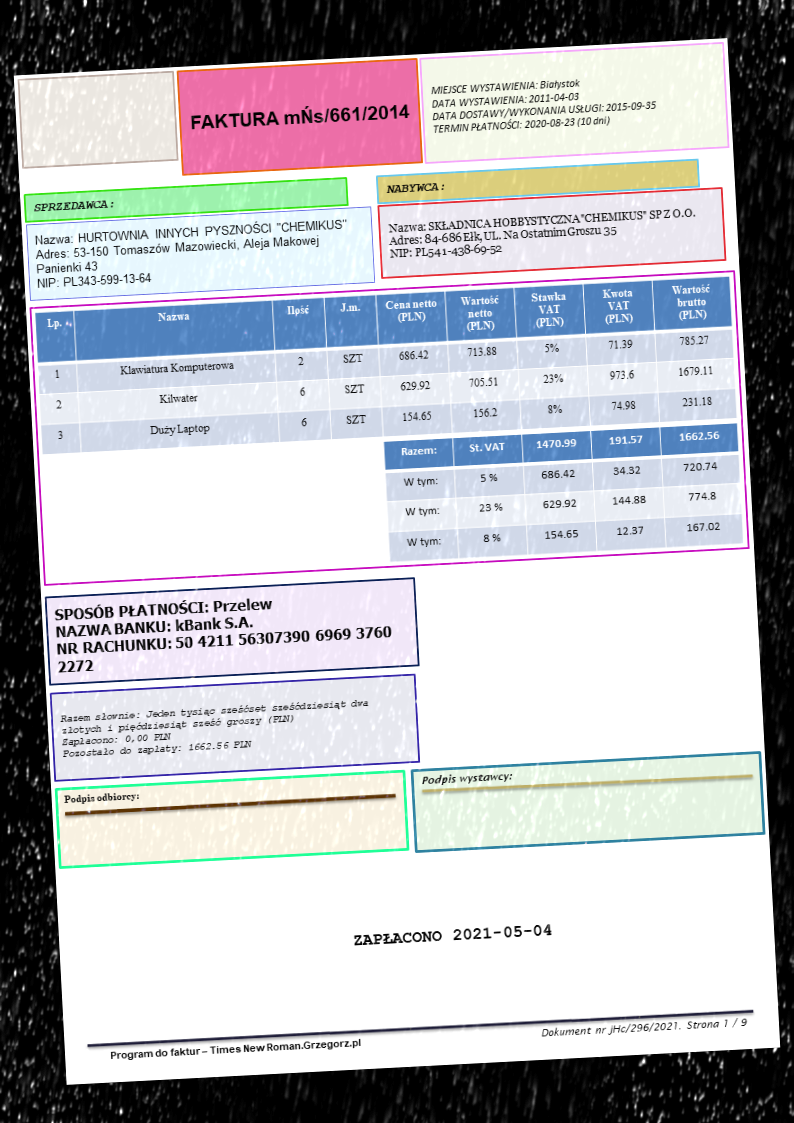 FAKTURA mŃs/661/2014
MIEJSCE WYSTAWIENIA: Białystok
DATA WYSTAWIENIA: 2011-04-03
DATA DOSTAWY/WYKONANIA USŁUGI: 2015-09-35
TERMIN PŁATNOŚCI: 2020-08-23 (10 dni)
SPRZEDAWCA:
Nazwa: HURTOWNIA INNYCH PYSZNOŚCI "CHEMIKUS"
Adres: 53-150 Tomaszów Mazowiecki, Aleja Makowej
Panienki 43
NIP: PL343-599-13-64
NABYWCA:
Nazwa: SKŁADNICA HOBBYSTYCZNA "CHEMIKUS" SP Z O.O.
Adres: 84-686 Ełk, UL. Na Ostatnim Groszu 35
NIP: PL541-438-69-52
Lp. Nazwa Ilość J.m. Cena netto (PLN) Wartość netto (PLN) Stawka VAT (PLN) Kwota VAT (PLN) Wartość brutto (PLN)
1 Klawiatura Komputerowa 2 SZT 686.42 713.88 5% 71.39 785.27
2 Kilwater 6 SZT 629.92 705.51 23% 973.6 1679.11
3 Duży Laptop 6 SZT 154.65 156.2 8% 74.98 231.18
Razem: St. VAT 1470.99 191.57 1662.56
W tym: 5 % 686.42 34.32 720.74
W tym: 23 % 629.92 144.88 774.8
W tym: 8 % 154.65 12.37 167.02
SPOSÓB PŁATNOŚCI: Przelew
NAZWA BANKU: kBank S.A.
NR RACHUNKU: 50 4211 56307390 6969 3760
2272
Razem słownie: Jeden tysiąc sześćset sześćdziesiąt dwa
złotych i pięćdziesiąt sześć groszy (PLN)
Zapłacono: 0,00 PLN
Pozostało do zapłaty: 1662.56 PLN
Podpis odbiorcy:
Podpis wystawcy:
ZAPŁACONO 2021-05-04
Program do faktur – Times New Roman.Grzegorz.pl
Dokument nr jHc/296/2021. Strona 1 / 9